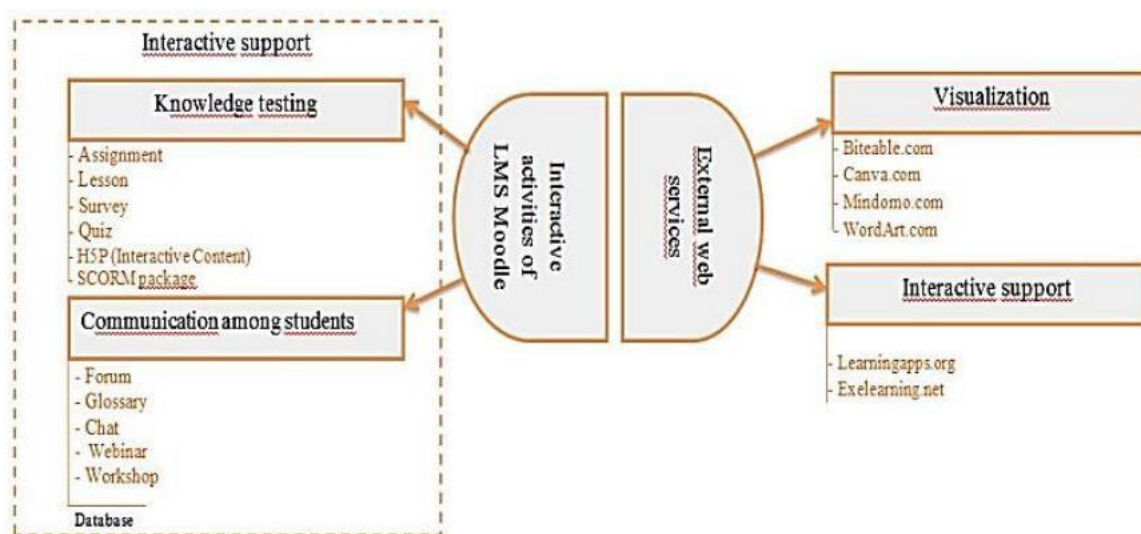 Interactive support
Knowledge testing
- Assignment
- Lesson
- Survey
- Quiz
- H5P (Interactive Content)
- SCORM package
Communication among students
- Forum
- Glossary
- Chat
- Webinar
- Workshop
Database
Interactive
activities of
LMS Moodle
External web
services
Visualization
- Biteable.com
- Canva.com
- Mindomo.com
- WordArt.com
Interactive support
- Learningapps.org
- Exelearning.net